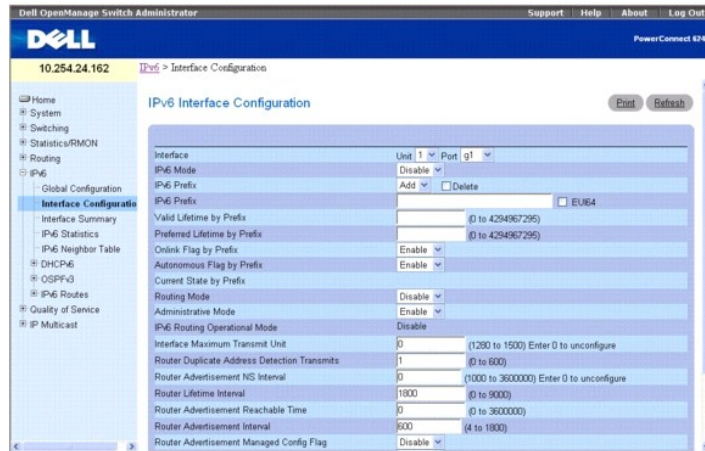 Dell OpenManage Switch Administrator
Support Help About Log Out
DELL
PowerConnect 624
10.254.24.162
IPv6 > Interface Configuration
Home
System
Switching
Statistics/RMON
Routing
IPv6
Global Configuration
Interface Configuratio
Interface Summary
IPv6 Statistics
IPv6 Neighbor Table
DHCPv6
OSPFv3
IPv6 Routes
Quality of Service
IP Multicast
IPv6 Interface Configuration
Print Refresh
Interface Unit 1 Port g1
IPv6 Mode Disable
IPv6 Prefix Add Delete
IPv6 Prefix EUI64
Valid Lifetime by Prefix (0 to 4294967295)
Preferred Lifetime by Prefix (0 to 4294967295)
Onlink Flag by Prefix Enable
Autonomous Flag by Prefix Enable
Current State by Prefix
Routing Mode Disable
Administrative Mode Enable
IPv6 Routing Operational Mode Disable
Interface Maximum Transmit Unit 0 (1280 to 1500) Enter 0 to unconfigure
Router Duplicate Address Detection Transmits 1 (0 to 600)
Router Advertisement NS Interval 0 (1000 to 3600000) Enter 0 to unconfigure
Router Lifetime Interval 1800 (0 to 9000)
Router Advertisement Reachable Time 0 (0 to 3600000)
Router Advertisement Interval 600 (4 to 1800)
Router Advertisement Managed Config Flag Disable